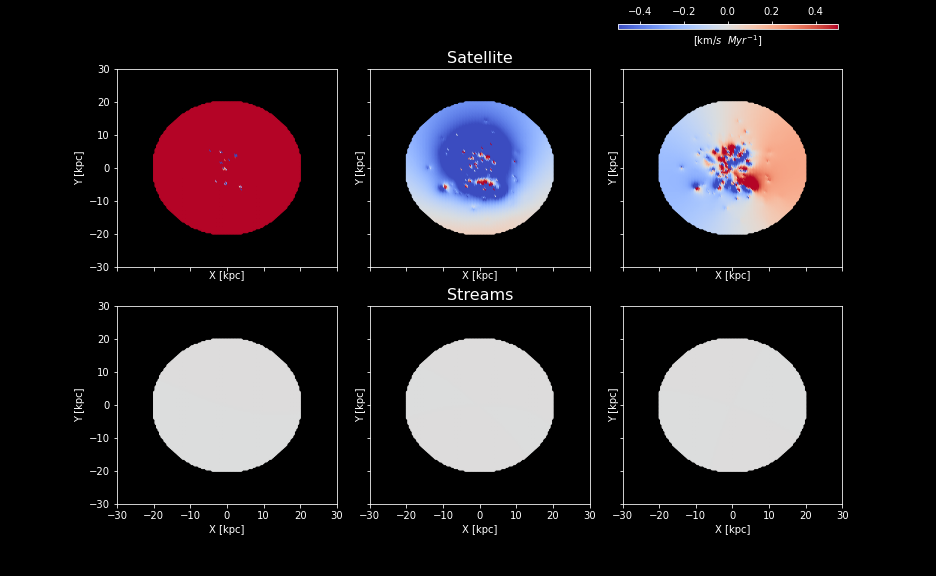 −0.4 −0.2 0.0 0.2 0.4
[km/s Myr⁻¹]
Satellite
30
20
10
0
−10
−20
−30
Y [kpc]
X [kpc]
Y [kpc]
X [kpc]
Y [kpc]
X [kpc]
Streams
30
20
10
0
−10
−20
−30
Y [kpc]
−30 −20 −10 0 10 20 30
X [kpc]
Y [kpc]
−30 −20 −10 0 10 20 30
X [kpc]
Y [kpc]
−30 −20 −10 0 10 20 30
X [kpc]